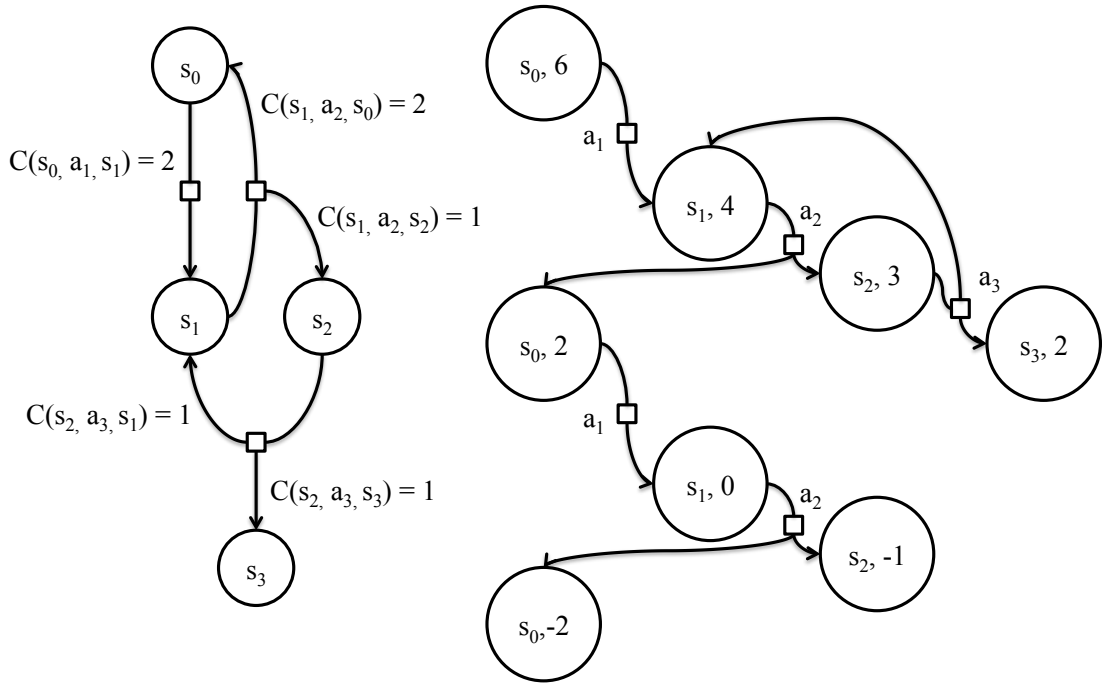 s₀
C(s₁, a₂, s₀) = 2
C(s₀, a₁, s₁) = 2
C(s₁, a₂, s₂) = 1
s₁
s₂
C(s₂, a₃, s₁) = 1
C(s₂, a₃, s₃) = 1
s₃
s₀, 6
a₁
s₁, 4
a₂
s₂, 3
a₃
s₃, 2
s₀, 2
a₁
s₁, 0
a₂
s₂, -1
s₀,-2